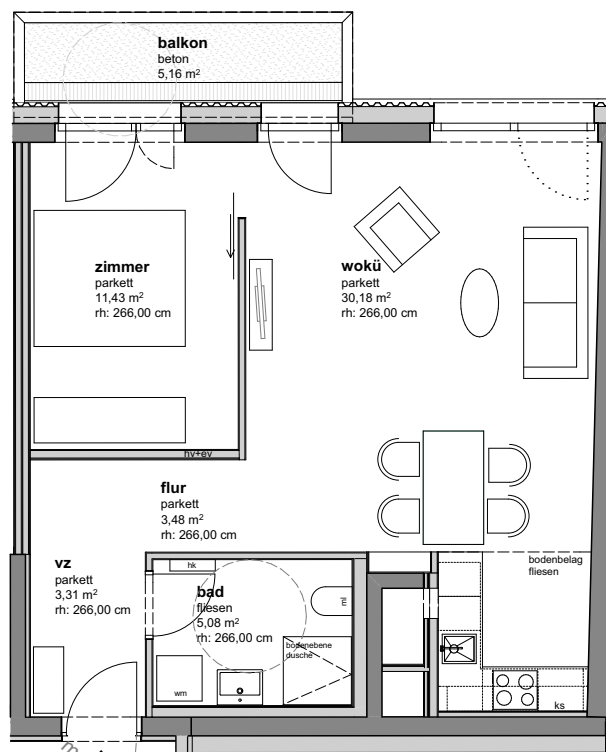 balkon
beton
5,16 m²
zimmer
parkett
11,43 m²
rh: 266,00 cm
wokü
parkett
30,18 m²
rh: 266,00 cm
hv+ev
flur
parkett
3,48 m²
rh: 266,00 cm
vz
parkett
3,31 m²
rh: 266,00 cm
hk
bad
fliesen
5,08 m²
rh: 266,00 cm
ml
bodenebene
dusche
wm
bodenbelag
fliesen
ks